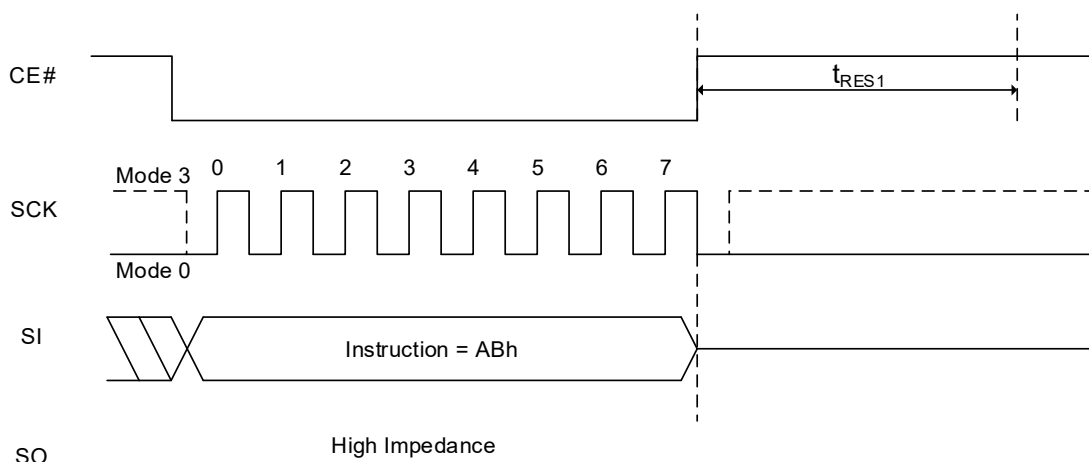 CE#
tRES1
Mode 3
0 1 2 3 4 5 6 7
SCK
Mode 0
SI
Instruction = ABh
High Impedance
SO